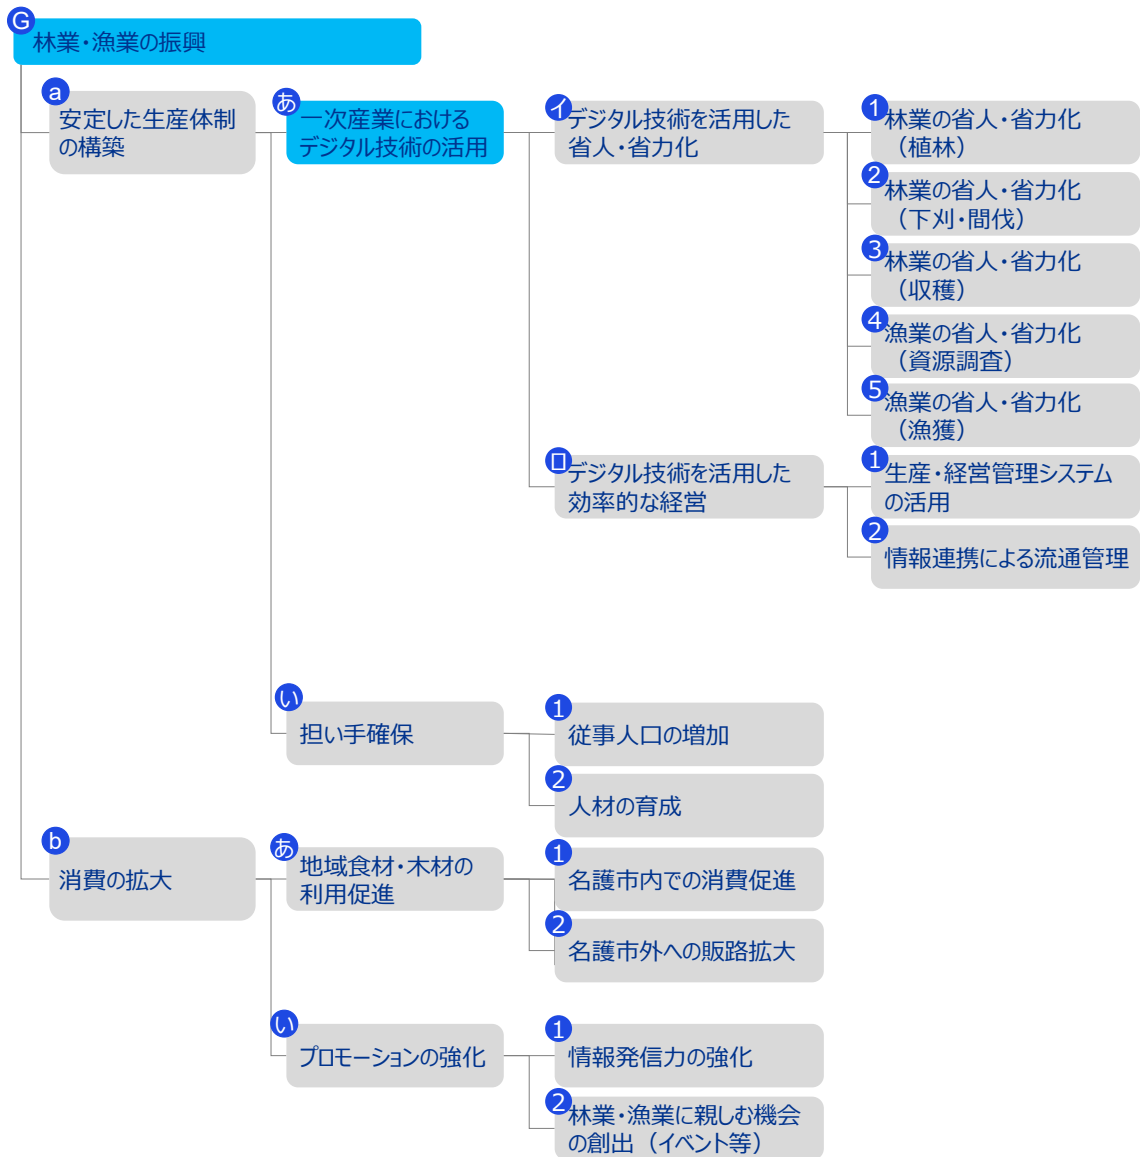 G
林業・漁業の振興
a
安定した生産体制
の構築
あ
一次産業における
デジタル技術の活用
イ
デジタル技術を活用した
省人・省力化
1
林業の省人・省力化
（植林）
2
林業の省人・省力化
（下刈・間伐）
3
林業の省人・省力化
（収穫）
4
漁業の省人・省力化
（資源調査）
5
漁業の省人・省力化
（漁獲）
ロ
デジタル技術を活用した
効率的な経営
1
生産・経営管理システム
の活用
2
情報連携による流通管理
い
担い手確保
1
従事人口の増加
2
人材の育成
b
消費の拡大
あ
地域食材・木材の
利用促進
1
名護市内での消費促進
2
名護市外への販路拡大
い
プロモーションの強化
1
情報発信力の強化
2
林業・漁業に親しむ機会
の創出（イベント等）